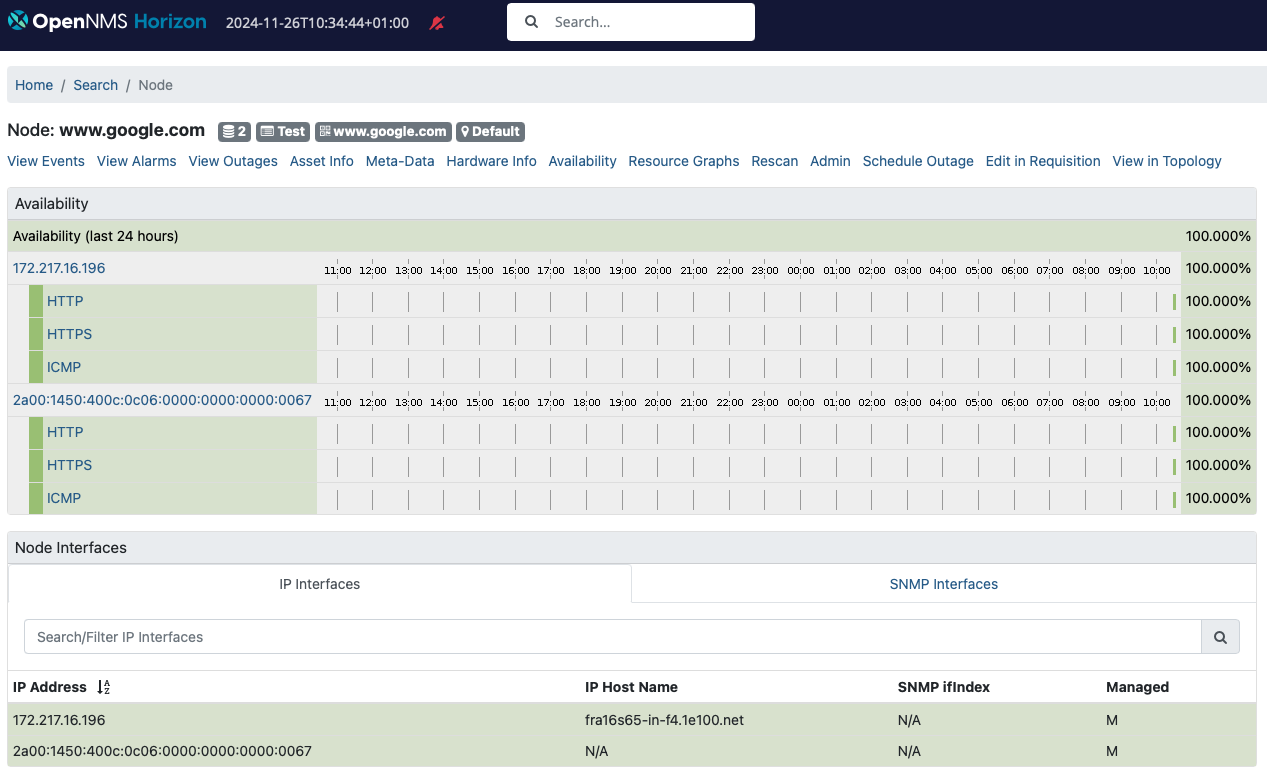 OpenNMS Horizon 2024-11-26T10:34:44+01:00 Search...
Home / Search / Node
Node: www.google.com 2 Test www.google.com Default
View Events View Alarms View Outages Asset Info Meta-Data Hardware Info Availability Resource Graphs Rescan Admin Schedule Outage Edit in Requisition View in Topology
Availability
Availability (last 24 hours) 100.000%
172.217.16.196 11:00 12:00 13:00 14:00 15:00 16:00 17:00 18:00 19:00 20:00 21:00 22:00 23:00 00:00 01:00 02:00 03:00 04:00 05:00 06:00 07:00 08:00 09:00 10:00 100.000%
HTTP 100.000%
HTTPS 100.000%
ICMP 100.000%
2a00:1450:400c:0c06:0000:0000:0000:0067 11:00 12:00 13:00 14:00 15:00 16:00 17:00 18:00 19:00 20:00 21:00 22:00 23:00 00:00 01:00 02:00 03:00 04:00 05:00 06:00 07:00 08:00 09:00 10:00 100.000%
HTTP 100.000%
HTTPS 100.000%
ICMP 100.000%
Node Interfaces
IP Interfaces SNMP Interfaces
Search/Filter IP Interfaces
IP Address IP Host Name SNMP ifIndex Managed
172.217.16.196 fra16s65-in-f4.1e100.net N/A M
2a00:1450:400c:0c06:0000:0000:0000:0067 N/A N/A M